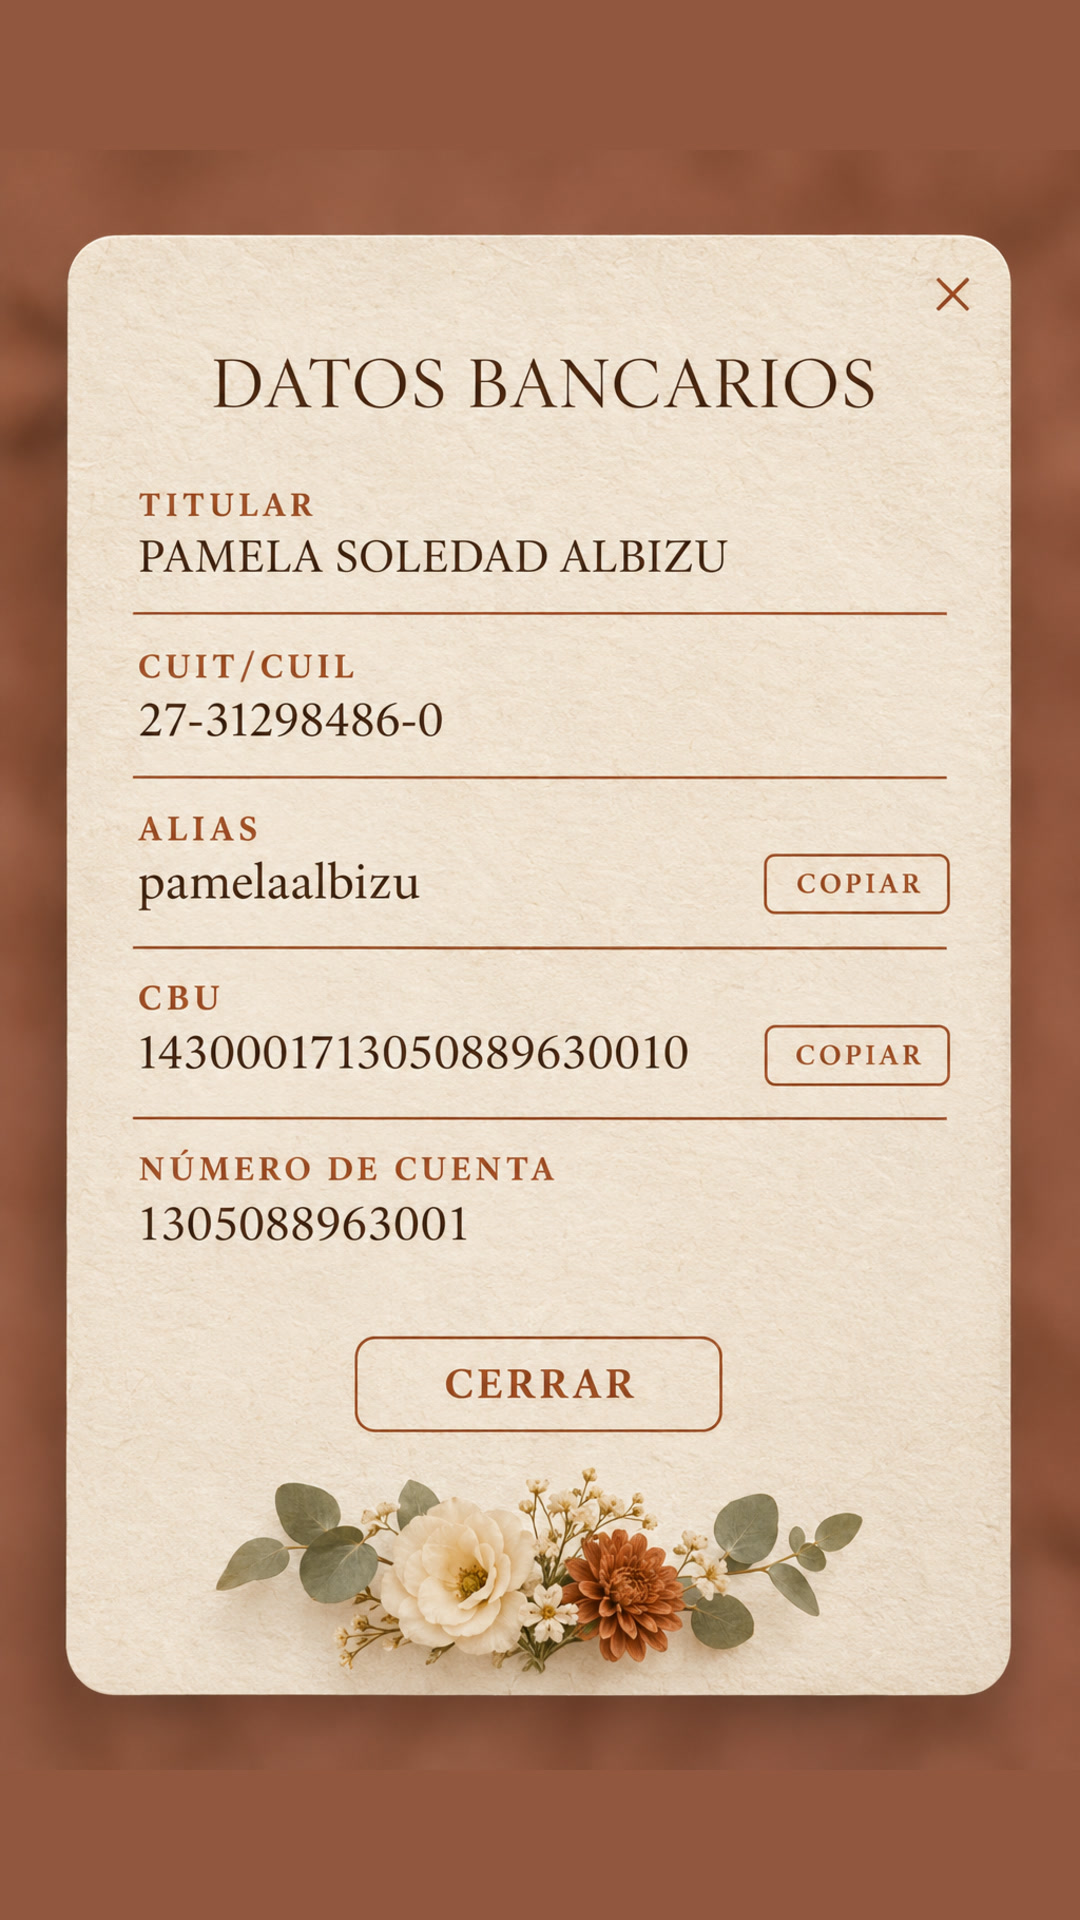 DATOS BANCARIOS
TITULAR
PAMELA SOLEDAD ALBIZU
CUIT/CUIL
27-31298486-0
ALIAS
pamelaalbizu
COPIAR
CBU
1430001713050889630010
COPIAR
NÚMERO DE CUENTA
1305088963001
CERRAR